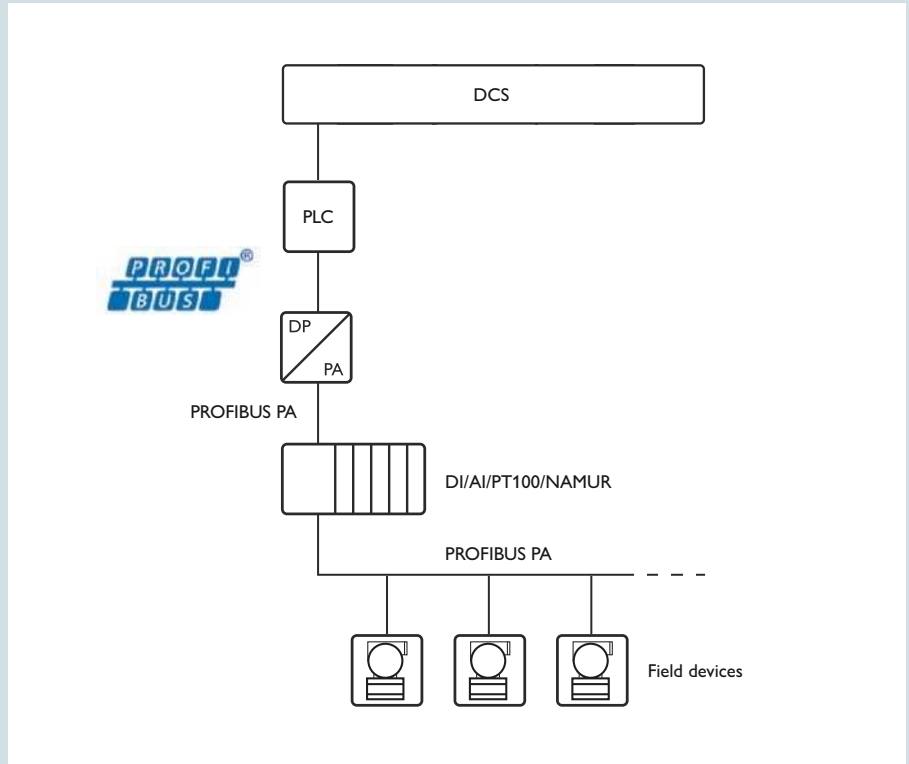 DCS
PLC
PROFI®
BUS
DP
PA
PROFIBUS PA
DI/AI/PT100/NAMUR
PROFIBUS PA
Field devices